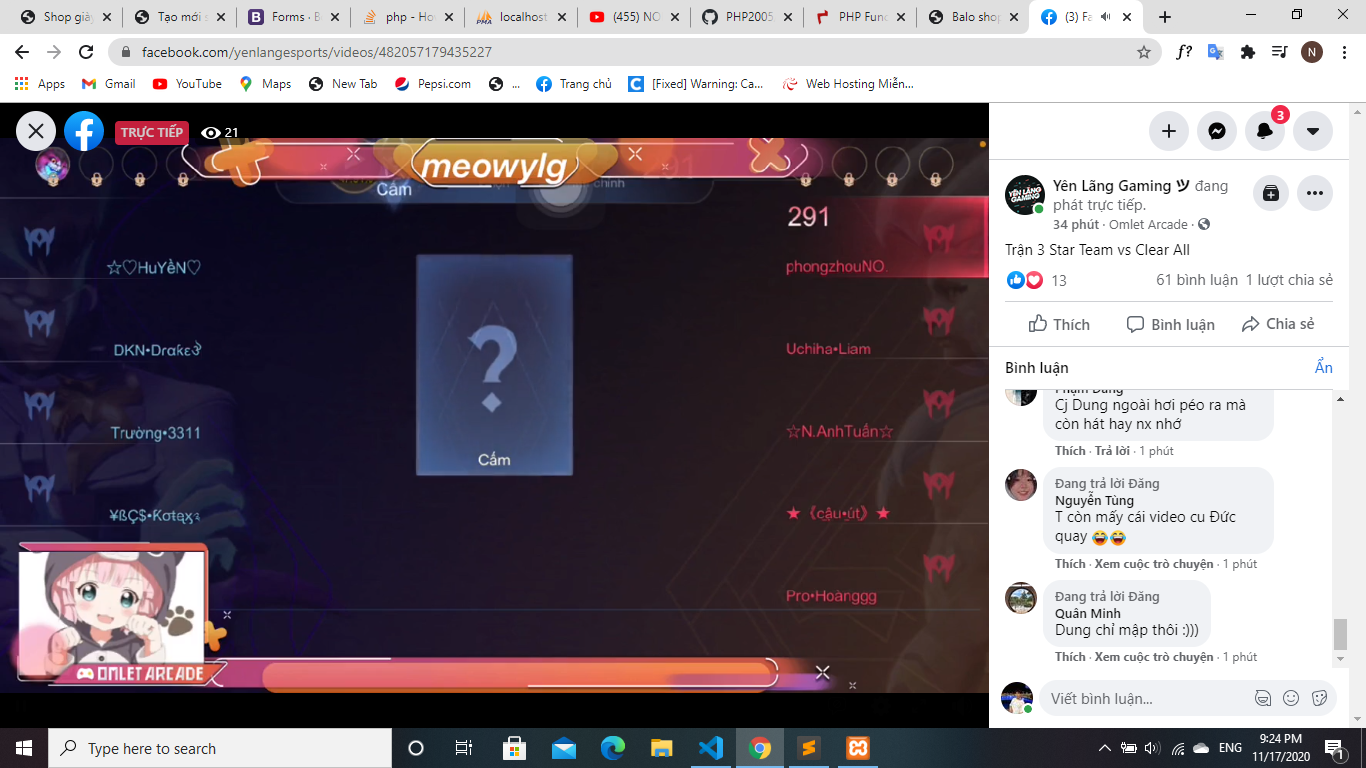 Shop giày
Tạo mới s
Forms · B
php - Ho
localhost
(455) NO
PHP2005
PHP Func
Balo shop
(3) Fa
facebook.com/yenlangesports/videos/482057179435227
N
Apps
Gmail
YouTube
Maps
New Tab
Pepsi.com
...
Trang chủ
[Fixed] Warning: Ca...
Web Hosting Miễn...
TRỰC TIẾP
21
meowylg
Cấm
chính
291
☆♡HuYềN♡
phongzhouNO.
DKN•Drakε
Uchiha•Liam
Trường•3311
☆N.AnhTuấn☆
Cấm
★《cậu•út》★
Pro•Hoànggg
OMLET ARCADE
3
YÊN LÃNG GAMING
Yên Lãng Gaming ツ đang
phát trực tiếp.
34 phút · Omlet Arcade ·
Trận 3 Star Team vs Clear All
13
61 bình luận 1 lượt chia sẻ
Thích
Bình luận
Chia sẻ
Bình luận
Ẩn
Phạm Đăng
Cj Dung ngoài hơi péo ra mà
còn hát hay nx nhớ
Thích · Trả lời · 1 phút
Đang trả lời Đăng
Nguyễn Tùng
T còn mấy cái video cu Đức
quay 😂😂
Thích · Xem cuộc trò chuyện · 1 phút
Đang trả lời Đăng
Quân Minh
Dung chỉ mập thôi :)))
Thích · Xem cuộc trò chuyện · 1 phút
Viết bình luận...
Type here to search
ENG
9:24 PM
11/17/2020
1